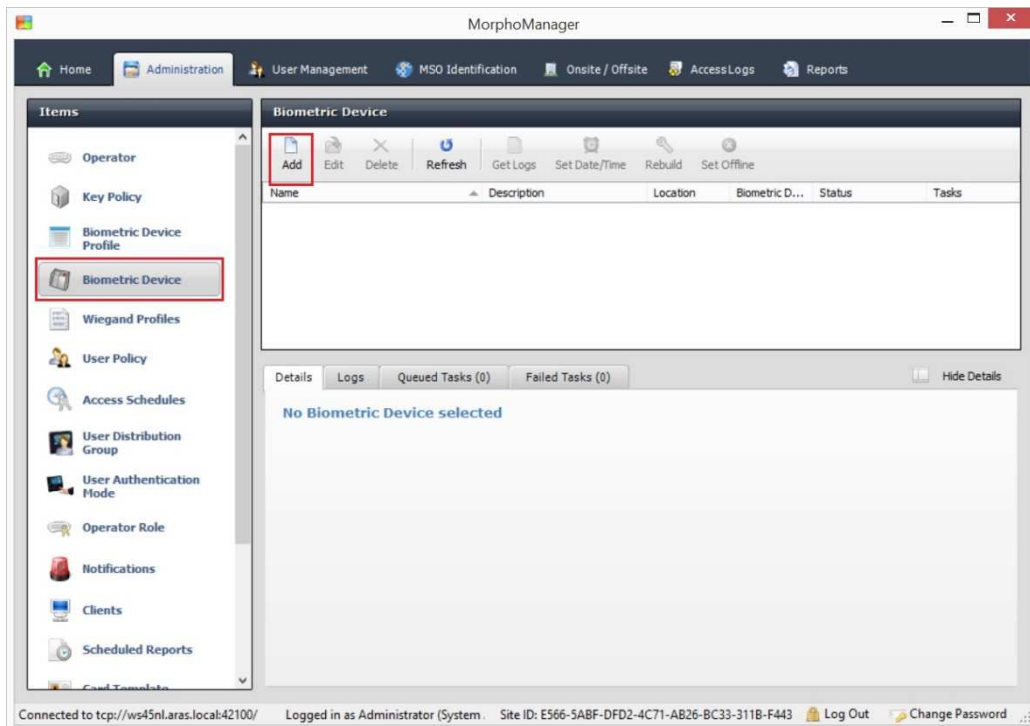 MorphoManager
Home Administration User Management MSO Identification Onsite / Offsite Access Logs Reports
Items
Operator
Key Policy
Biometric Device
Profile
Biometric Device
Wiegand Profiles
User Policy
Access Schedules
User Distribution
Group
User Authentication
Mode
Operator Role
Notifications
Clients
Scheduled Reports
Card Template
Biometric Device
Add Edit Delete Refresh Get Logs Set Date/Time Rebuild Set Offline
Name Description Location Biometric D... Status Tasks
Details Logs Queued Tasks (0) Failed Tasks (0) Hide Details
No Biometric Device selected
Connected to tcp://ws45nl.aras.local:42100/ Logged in as Administrator (System. Site ID: E566-5ABF-DFD2-4C71-AB26-BC33-311B-F443 Log Out Change Password